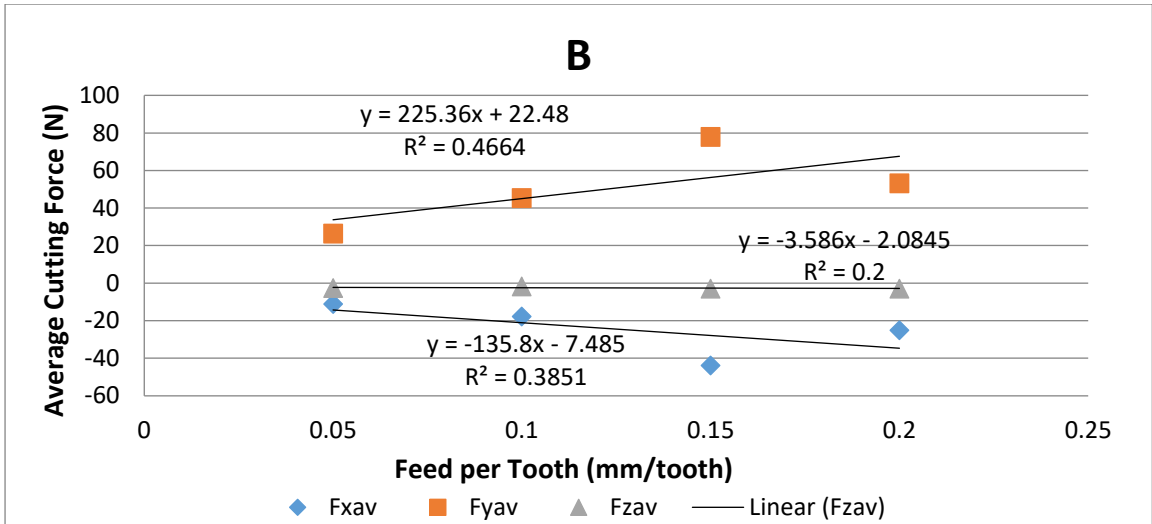 B
Average Cutting Force (N)
100
80
60
40
20
0
-20
-40
-60
y = 225.36x + 22.48
R² = 0.4664
y = -3.586x - 2.0845
R² = 0.2
y = -135.8x - 7.485
R² = 0.3851
0 0.05 0.1 0.15 0.2 0.25
Feed per Tooth (mm/tooth)
Fxav Fyav Fzav Linear (Fzav)